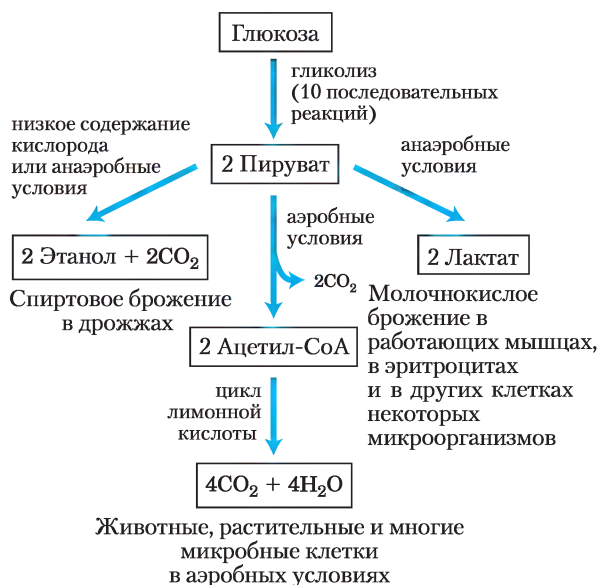 Глюкоза
гликолиз
(10 последовательных
реакций)
низкое содержание
кислорода
или анаэробные
условия
2 Пируват
анаэробные
условия
аэробные
условия
2 Этанол + 2CO₂
Спиртовое брожение
в дрожжах
2CO₂
2 Лактат
Молочнокислое
брожение в
работающих мышцах,
в эритроцитах
и в других клетках
некоторых
микроорганизмов
2 Ацетил-CoA
цикл
лимонной
кислоты
4CO₂ + 4H₂O
Животные, растительные и многие
микробные клетки
в аэробных условиях